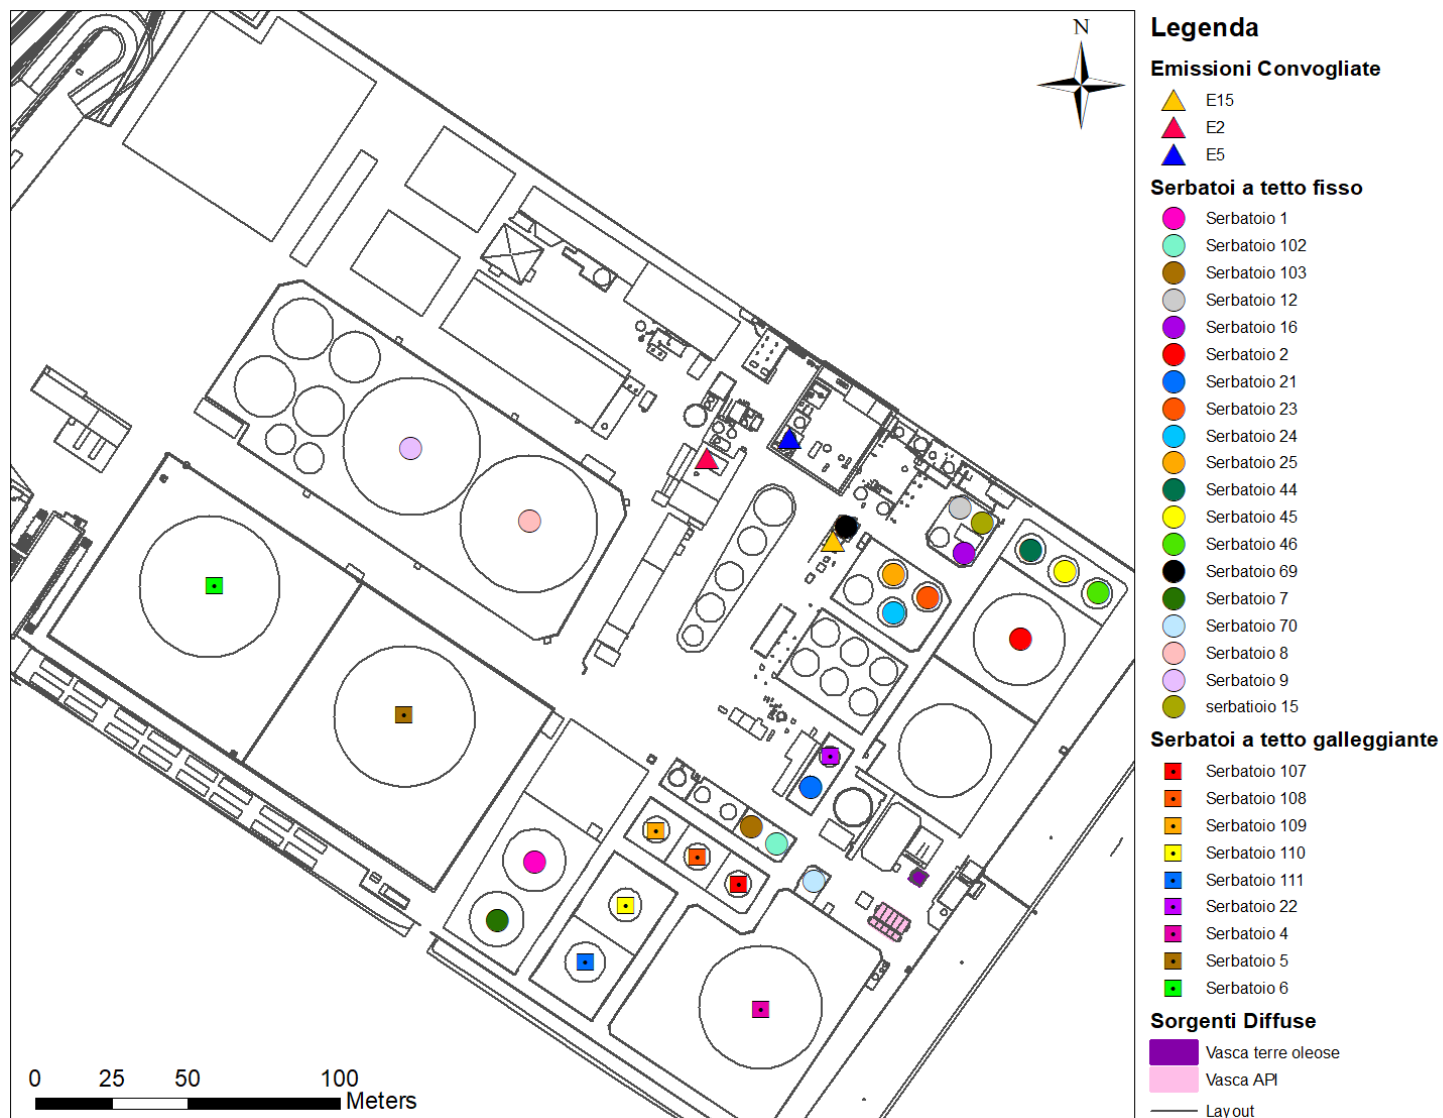 N
0 25 50 100
Meters
Legenda
Emissioni Convogliate
E15
E2
E5
Serbatoi a tetto fisso
Serbatoio 1
Serbatoio 102
Serbatoio 103
Serbatoio 12
Serbatoio 16
Serbatoio 2
Serbatoio 21
Serbatoio 23
Serbatoio 24
Serbatoio 25
Serbatoio 44
Serbatoio 45
Serbatoio 46
Serbatoio 69
Serbatoio 7
Serbatoio 70
Serbatoio 8
Serbatoio 9
serbatioio 15
Serbatoi a tetto galleggiante
Serbatoio 107
Serbatoio 108
Serbatoio 109
Serbatoio 110
Serbatoio 111
Serbatoio 22
Serbatoio 4
Serbatoio 5
Serbatoio 6
Sorgenti Diffuse
Vasca terre oleose
Vasca API
Layout